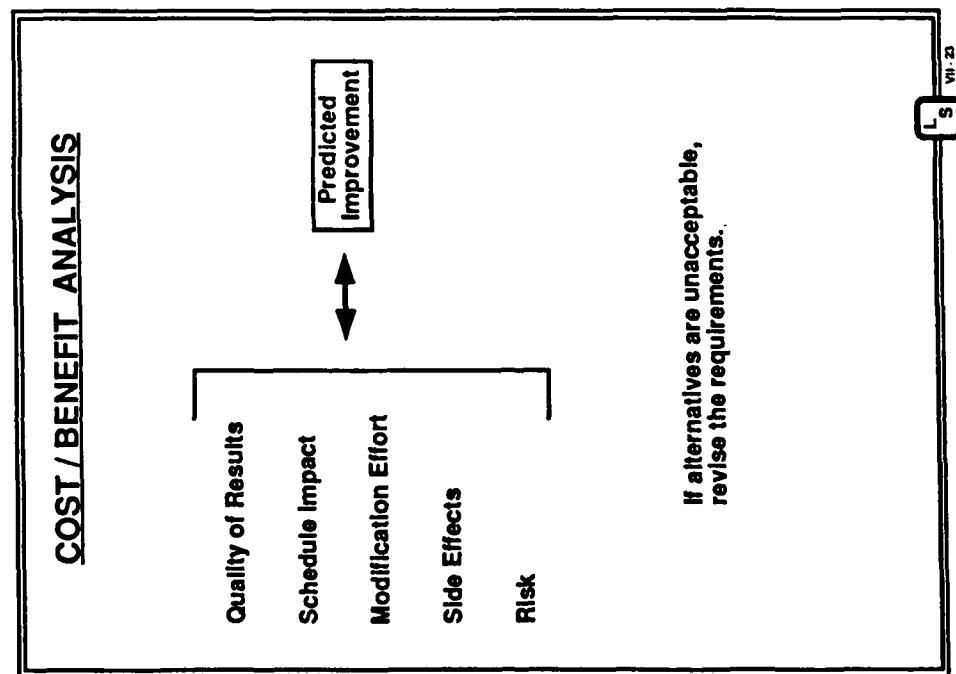 COST / BENEFIT ANALYSIS
Quality of Results
Schedule Impact
Modification Effort
Side Effects
Risk
Predicted
Improvement
If alternatives are unacceptable,
revise the requirements.
L
S
VII - 23